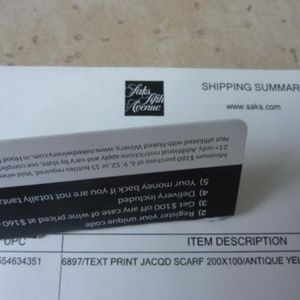 Saks
Fifth
Avenue
SHIPPING SUMMAR
www.saks.com
2) Register your unique
code
3) Get $100 off any case of wine priced at $160
4) Delivery included
5) Your money back if you are not totally
Minimum $160 purchase of 6, 9, 12, or 15 bottles required. Void where
21+ only. Additional restrictions apply and vary by state, see
Not affiliated with Naked Winery, www.nakedwinery.com, in Hood
UPC
ITEM DESCRIPTION
554634351
6897/TEXT PRINT JACQD SCARF 200X100/ANTIQUE YEL